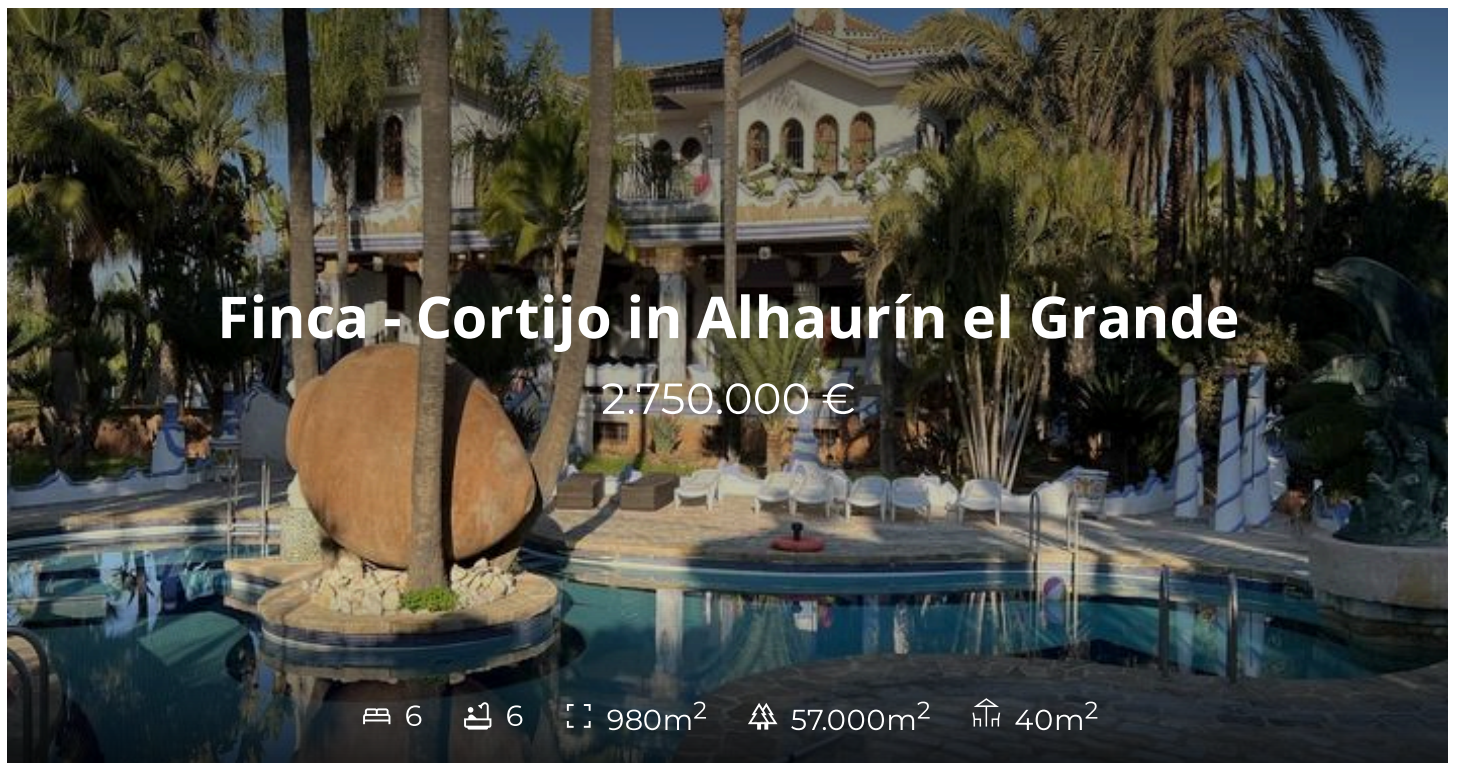 Finca - Cortijo in Alhaurín el Grande
2.750.000 €
6 6 980m² 57.000m² 40m²